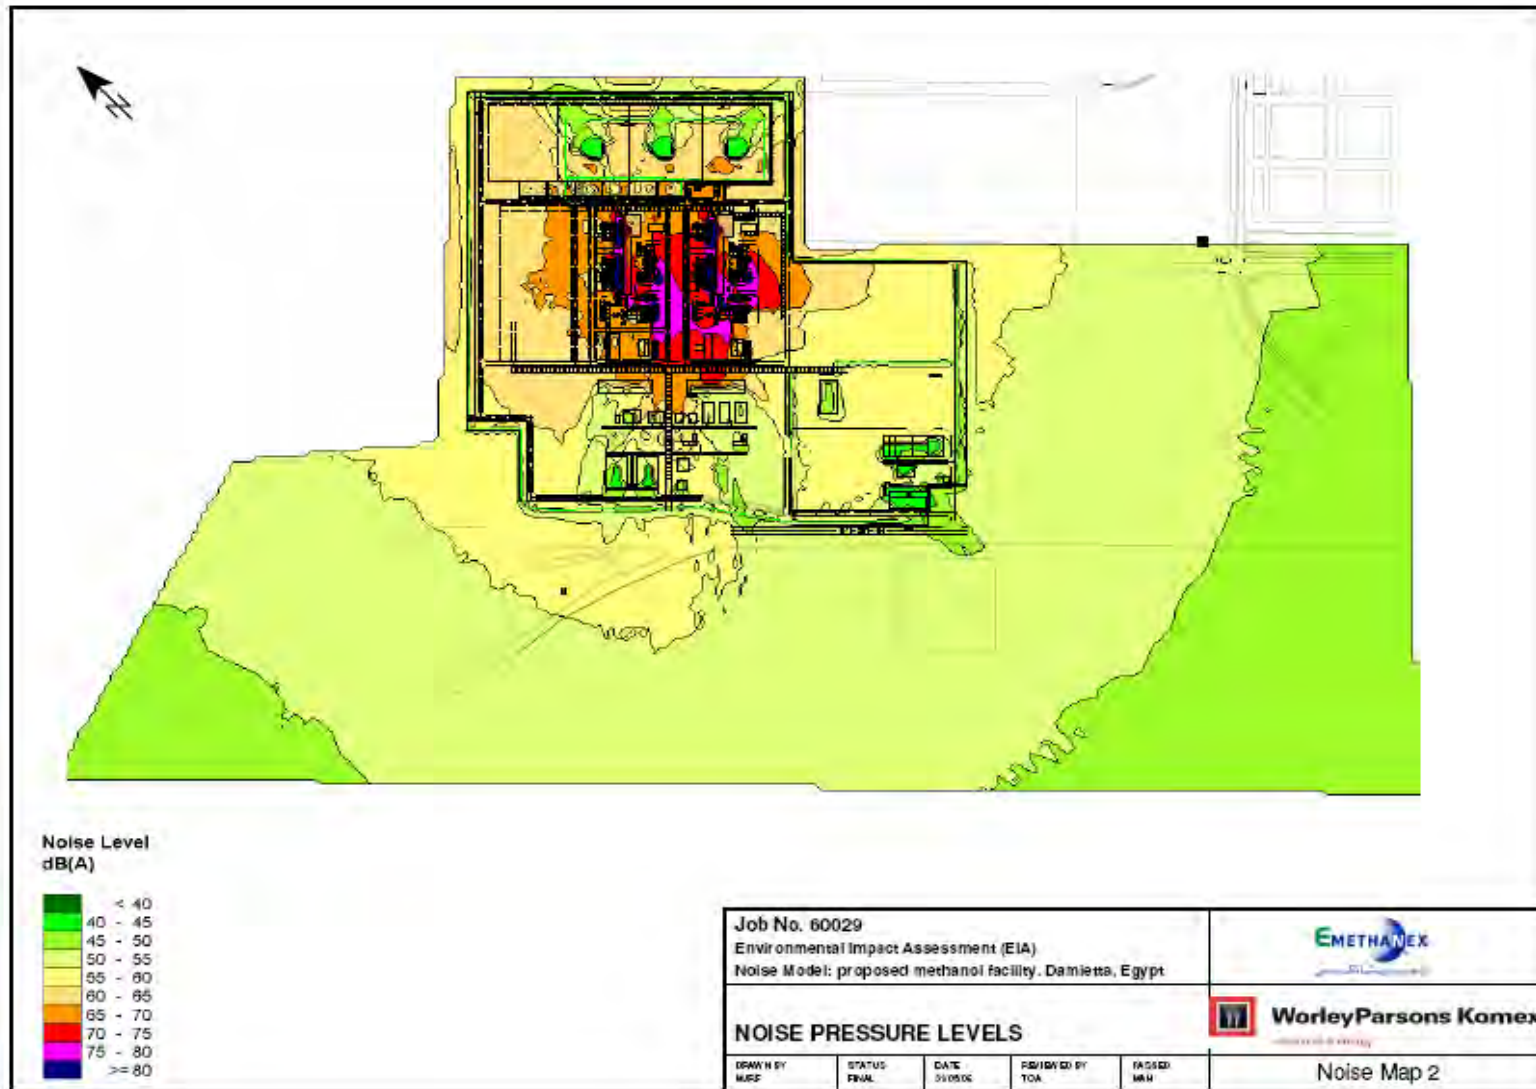 N
Noise Level
dB(A)
< 40
40 - 45
45 - 50
50 - 55
55 - 60
60 - 65
65 - 70
70 - 75
75 - 80
>= 80
Job No. 60029
Environmental Impact Assessment (EIA)
Noise Model: proposed methanol facility. Damietta, Egypt
EMETHANEX
NOISE PRESSURE LEVELS
WorleyParsons Komex
DRAWN BY
STATUS
FINAL
DATE
REVIEWED BY
TOA
PASSED
Noise Map 2